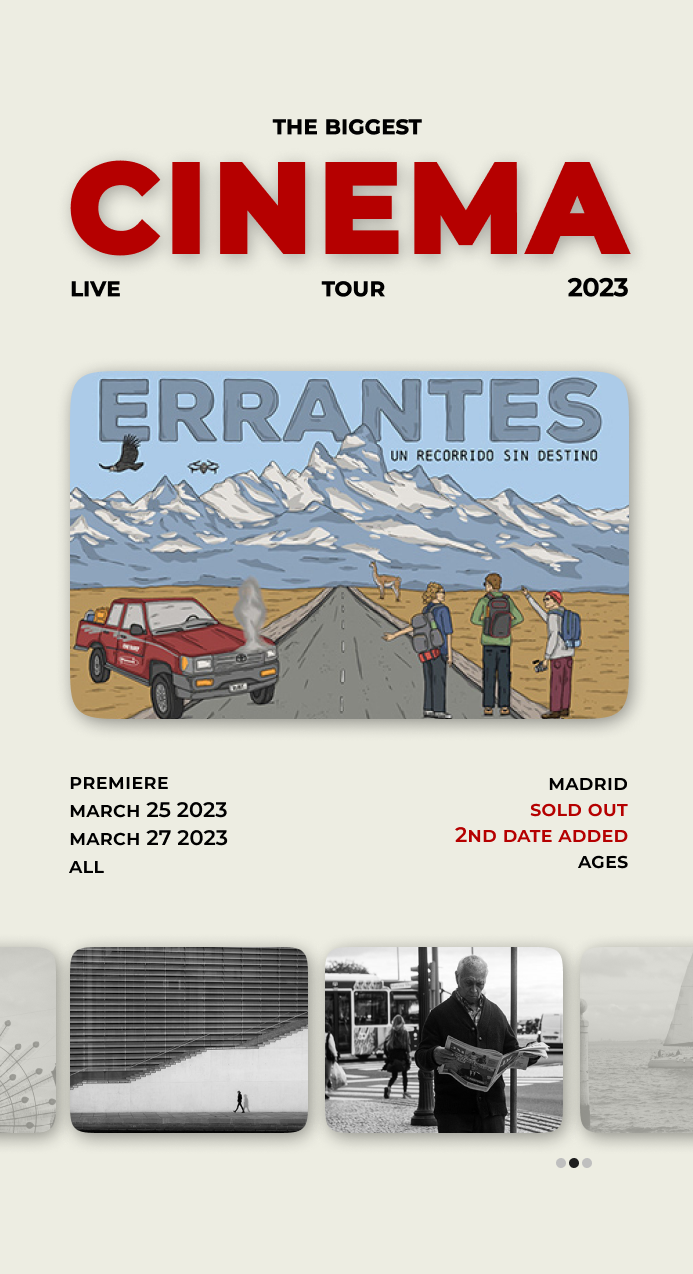 THE BIGGEST
CINEMA
LIVE TOUR 2023
ERRANTES
UN RECORRIDO SIN DESTINO
PREMIERE MADRID
MARCH 25 2023 SOLD OUT
MARCH 27 2023 2ND DATE ADDED
ALL AGES